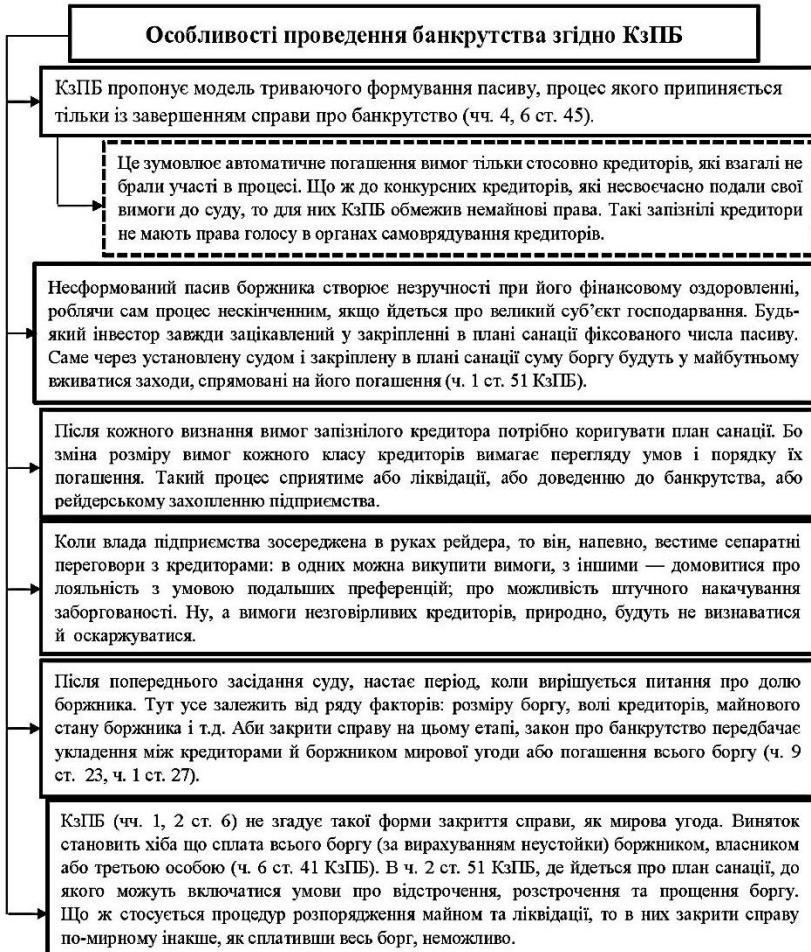 Особливості проведення банкрутства згідно КзПБ
КзПБ пропонує модель триваючого формування пасиву, процес якого припиняється
тільки із завершенням справи про банкрутство (чч. 4, 6 ст. 45).
Це зумовлює автоматичне погашення вимог тільки стосовно кредиторів, які взагалі не
брали участі в процесі. Що ж до конкурсних кредиторів, які несвоєчасно подали свої
вимоги до суду, то для них КзПБ обмежив немайнові права. Такі запізнілі кредитори
не мають права голосу в органах самоврядування кредиторів.
Несформований пасив боржника створює незручності при його фінансовому оздоровленні,
роблячи сам процес нескінченним, якщо йдеться про великий суб’єкт господарвання. Будь-
який інвестор завжди зацікавлений у закріпленні в плані санації фіксованого числа пасиву.
Саме через установлену судом і закріплену в плані санації суму боргу будуть у майбутньому
вживатися заходи, спрямовані на його погашення (ч. 1 ст. 51 КзПБ).
Після кожного визнання вимог запізнілого кредитора потрібно коригувати план санації. Бо
зміна розміру вимог кожного класу кредиторів вимагає перегляду умов і порядку їх
погашення. Такий процес сприятиме або ліквідації, або доведенню до банкрутства, або
рейдерському захопленню підприємства.
Коли влада підприємства зосереджена в руках рейдера, то він, напевно, вестиме сепаратні
переговори з кредиторами: в одних можна викупити вимоги, з іншими — домовитися про
лояльність з умовою подальших преференцій; про можливість штучного накачування
заборгованості. Ну, а вимоги незговірливих кредиторів, природно, будуть не визнаватися
й оскаржуватися.
Після попереднього засідання суду, настає період, коли вирішується питання про долю
боржника. Тут усе залежить від ряду факторів: розміру боргу, волі кредиторів, майнового
стану боржника і т.д. Аби закрити справу на цьому етапі, закон про банкрутство передбачає
укладення між кредиторами й боржником мирової угоди або погашення всього боргу (ч. 9
ст. 23, ч. 1 ст. 27).
КзПБ (чч. 1, 2 ст. 6) не згадує такої форми закриття справи, як мирова угода. Виняток
становить хіба що сплата всього боргу (за вирахуванням неустойки) боржником, власником
або третьою особою (ч. 6 ст. 41 КзПБ). В ч. 2 ст. 51 КзПБ, де йдеться про план санації, до
якого можуть включатися умови про відстрочення, розстрочення та прощення боргу.
Що ж стосується процедур розпорядження майном та ліквідації, то в них закрити справу
по-мирному інакше, як сплативши весь борг, неможливо.